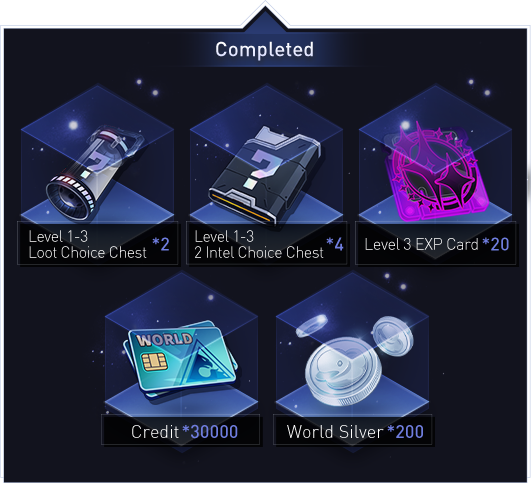 Completed
Level 1-3
Loot Choice Chest *2
Level 1-3
2 Intel Choice Chest *4
Level 3 EXP Card *20
WORLD
Credit *30000
World Silver *200